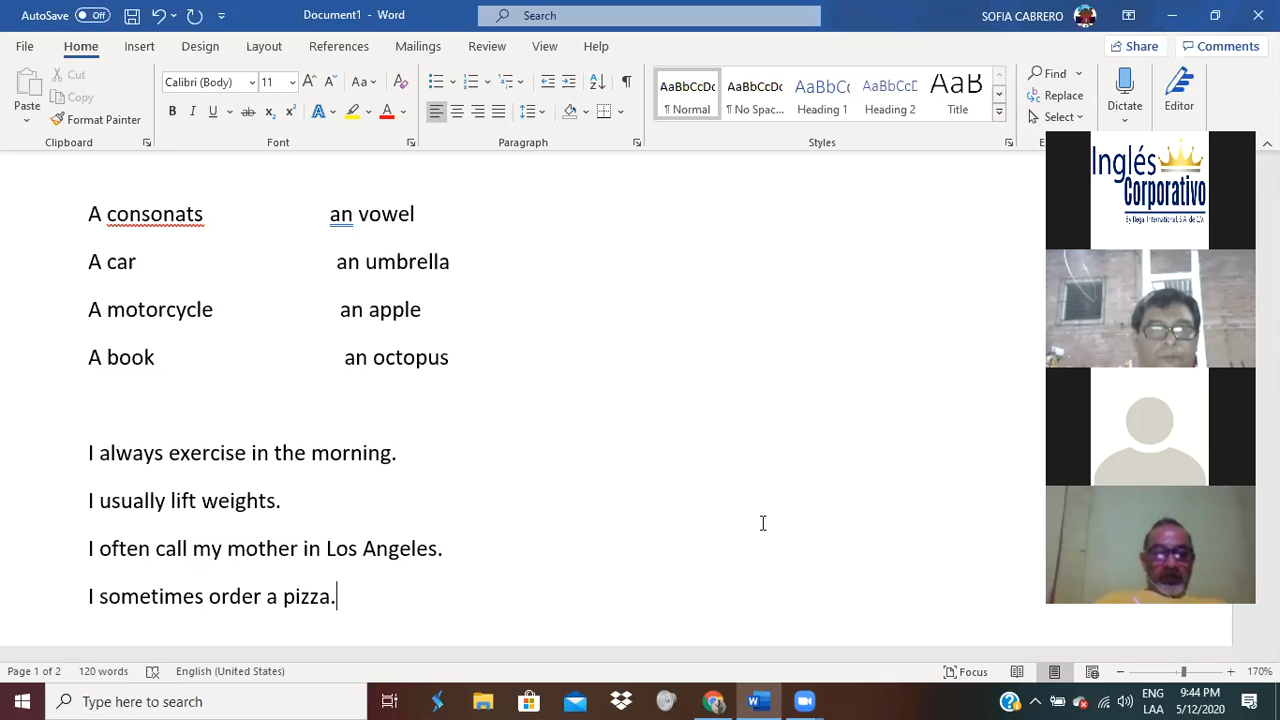 AutoSave Off Document1 - Word Search SOFIA CABRERO
File Home Insert Design Layout References Mailings Review View Help Share Comments
Paste
Cut
Copy
Format Painter
Clipboard
Calibri (Body) 11
Font
Paragraph
AaBbCcDc AaBbCcDc AaBbCc AaBbCcD AaB
¶ Normal ¶ No Spac... Heading 1 Heading 2 Title
Styles
Find
Replace
Select
Dictate
Editor
Inglés
Corporativo
By Regal International, S.A. de C.V.
A consonats an vowel
A car an umbrella
A motorcycle an apple
A book an octopus
I always exercise in the morning.
I usually lift weights.
I often call my mother in Los Angeles.
I sometimes order a pizza.
Page 1 of 2 120 words English (United States) Focus 170%
Type here to search
ENG
LAA
9:44 PM
5/12/2020